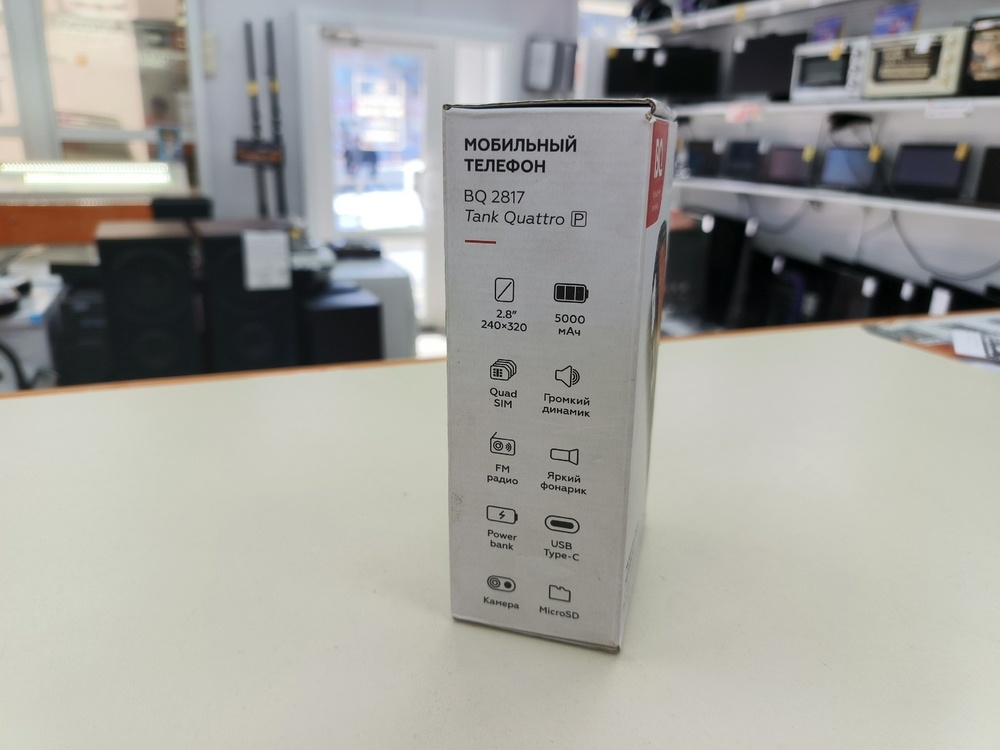 МОБИЛЬНЫЙ
ТЕЛЕФОН
BQ 2817
Tank Quattro P
2.8"
240×320
5000
мАч
Quad
SIM
Громкий
динамик
FM
радио
Яркий
фонарик
Power
bank
USB
Type-C
Камера
MicroSD
BQ